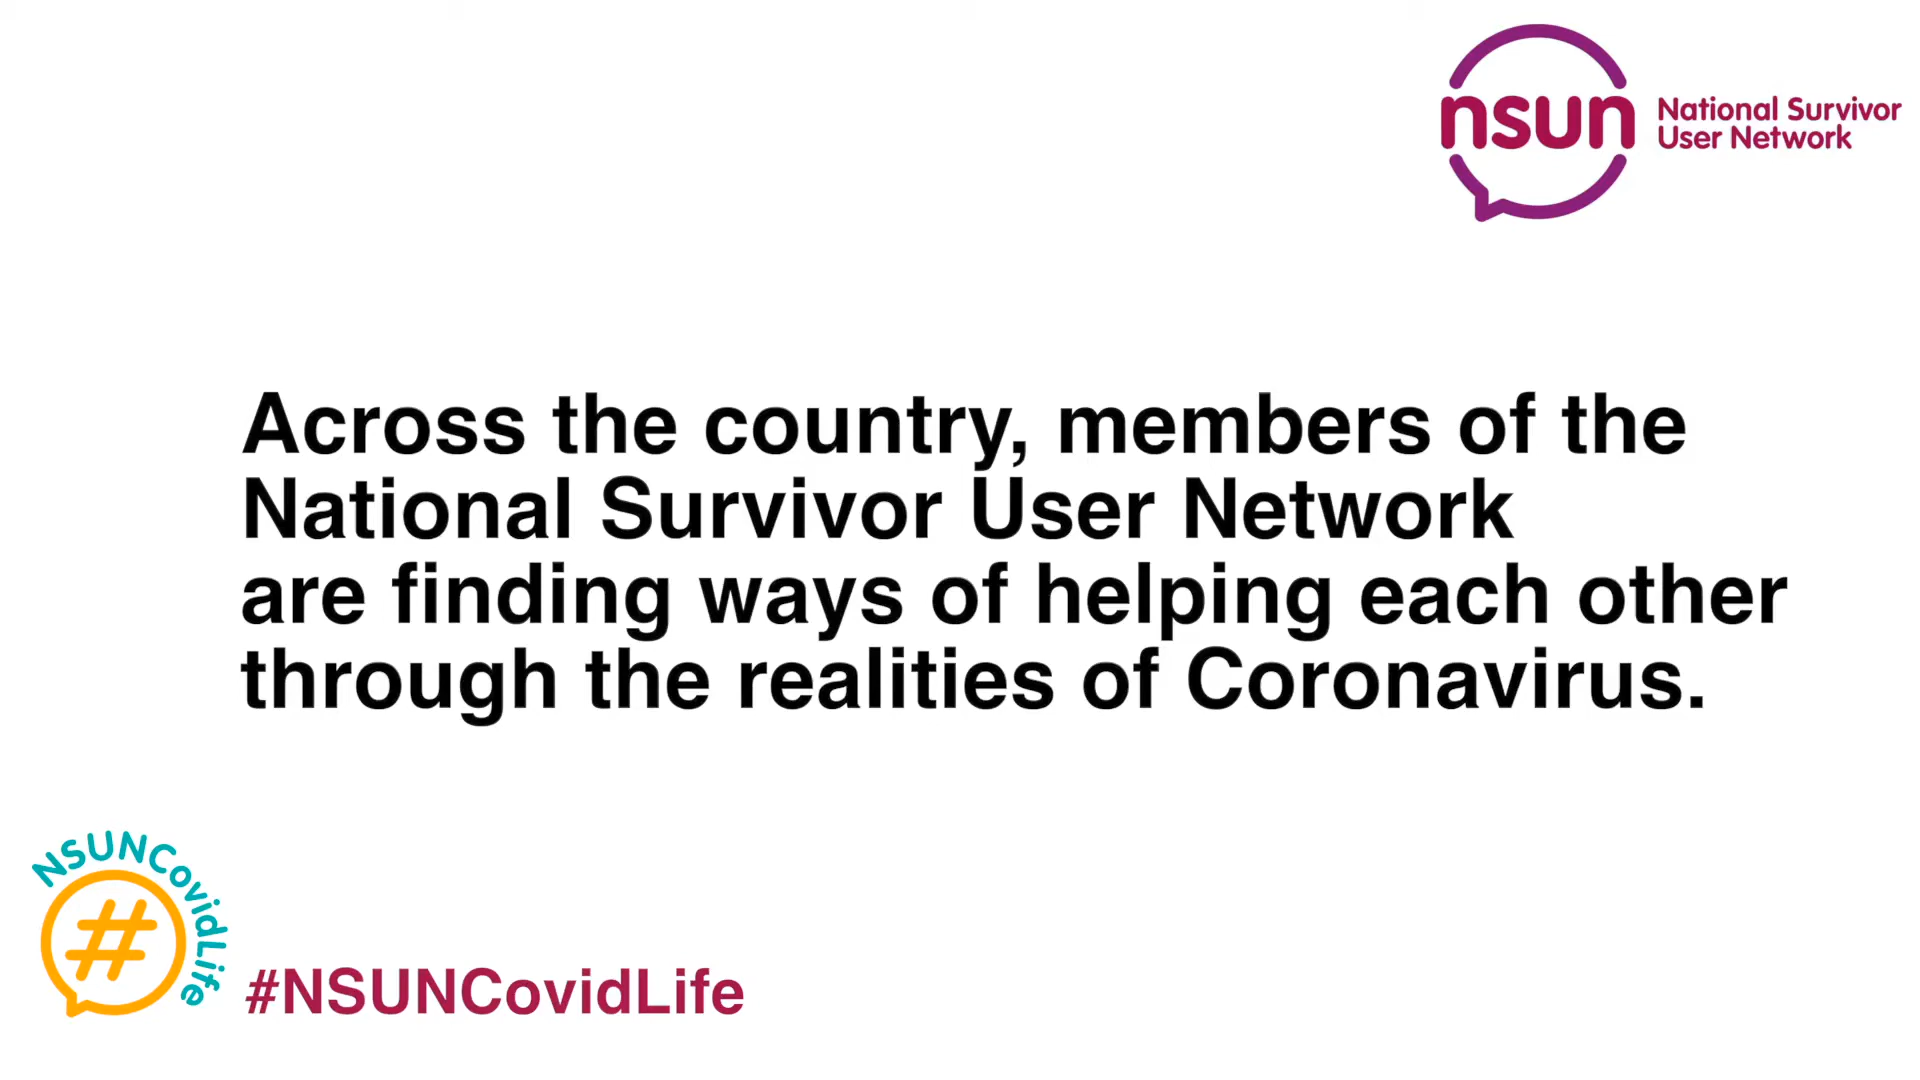 nsun
National Survivor
User Network
Across the country, members of the
National Survivor User Network
are finding ways of helping each other
through the realities of Coronavirus.
NSUNCovidLife
#
#NSUNCovidLife